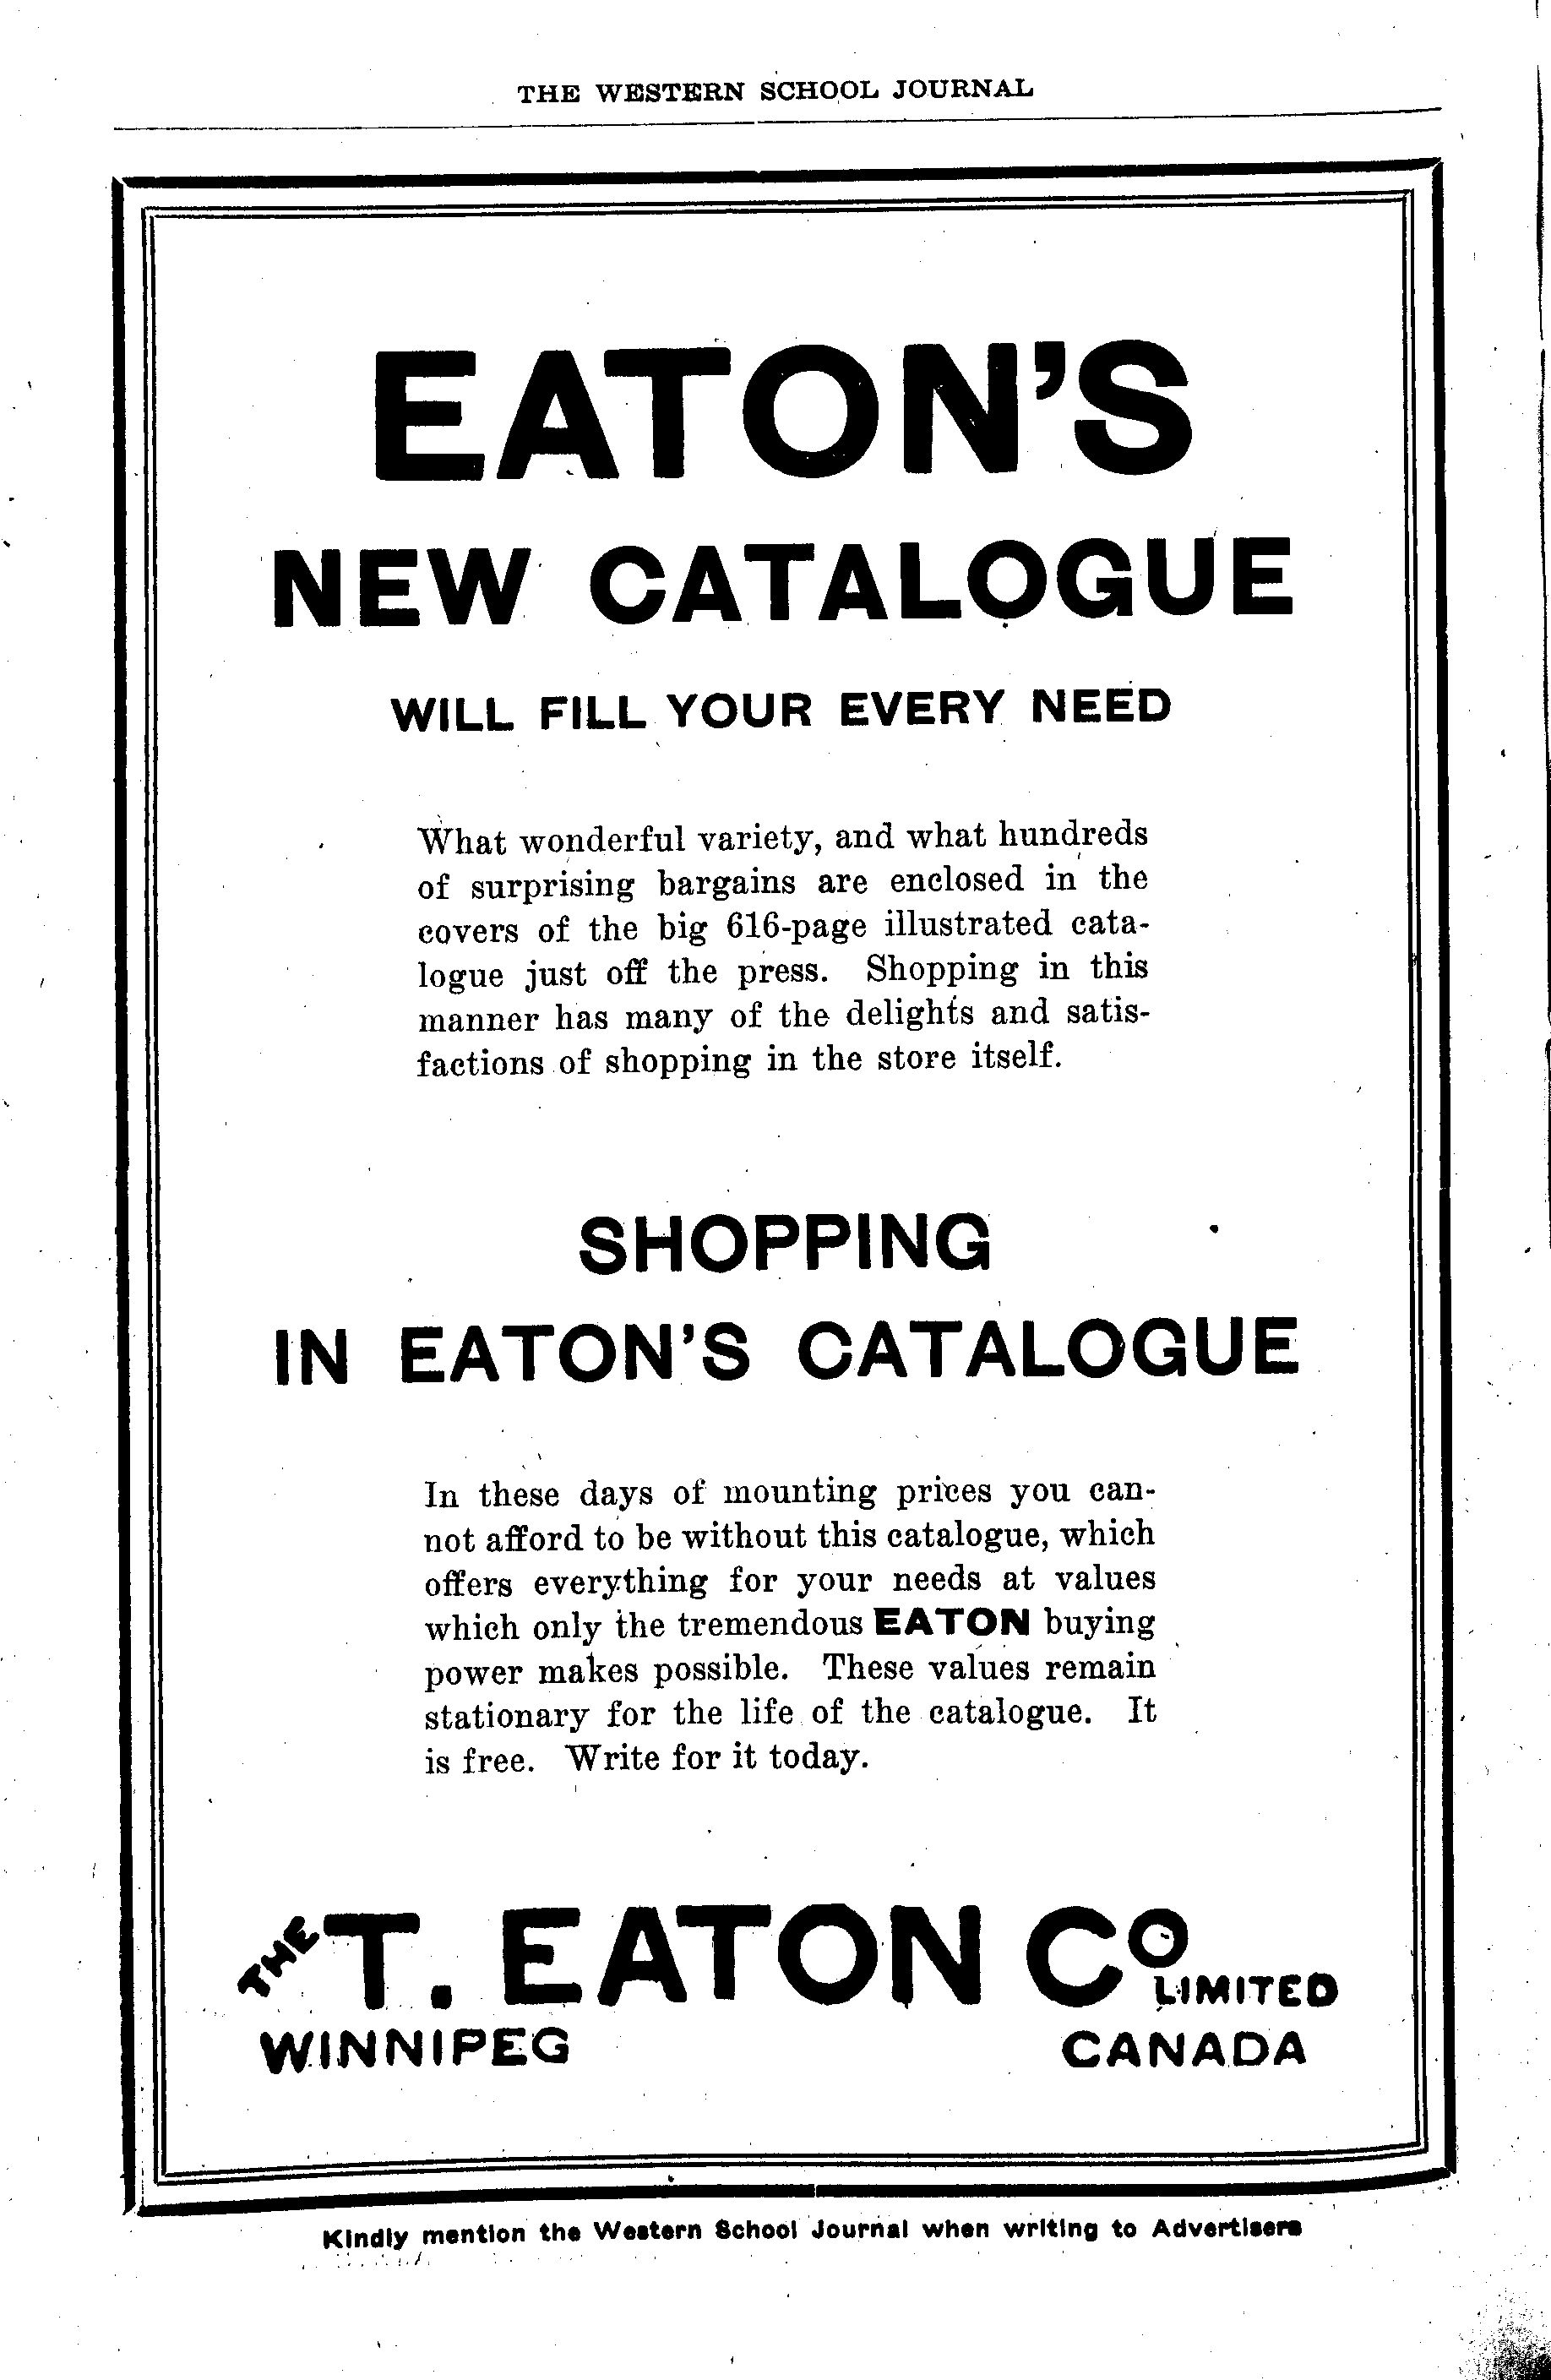 THE WESTERN SCHOOL JOURNAL
EATON'S
NEW CATALOGUE
WILL FILL YOUR EVERY NEED
What wonderful variety, and what hundreds
of surprising bargains are enclosed in the
covers of the big 616-page illustrated cata-
logue just off the press. Shopping in this
manner has many of the delights and satis-
factions of shopping in the store itself.
SHOPPING
IN EATON'S CATALOGUE
In these days of mounting prices you can-
not afford to be without this catalogue, which
offers everything for your needs at values
which only the tremendous EATON buying
power makes possible. These values remain
stationary for the life of the catalogue. It
is free. Write for it today.
THE T. EATON CO LIMITED
WINNIPEG CANADA
Kindly mention the Western School Journal when writing to Advertisers